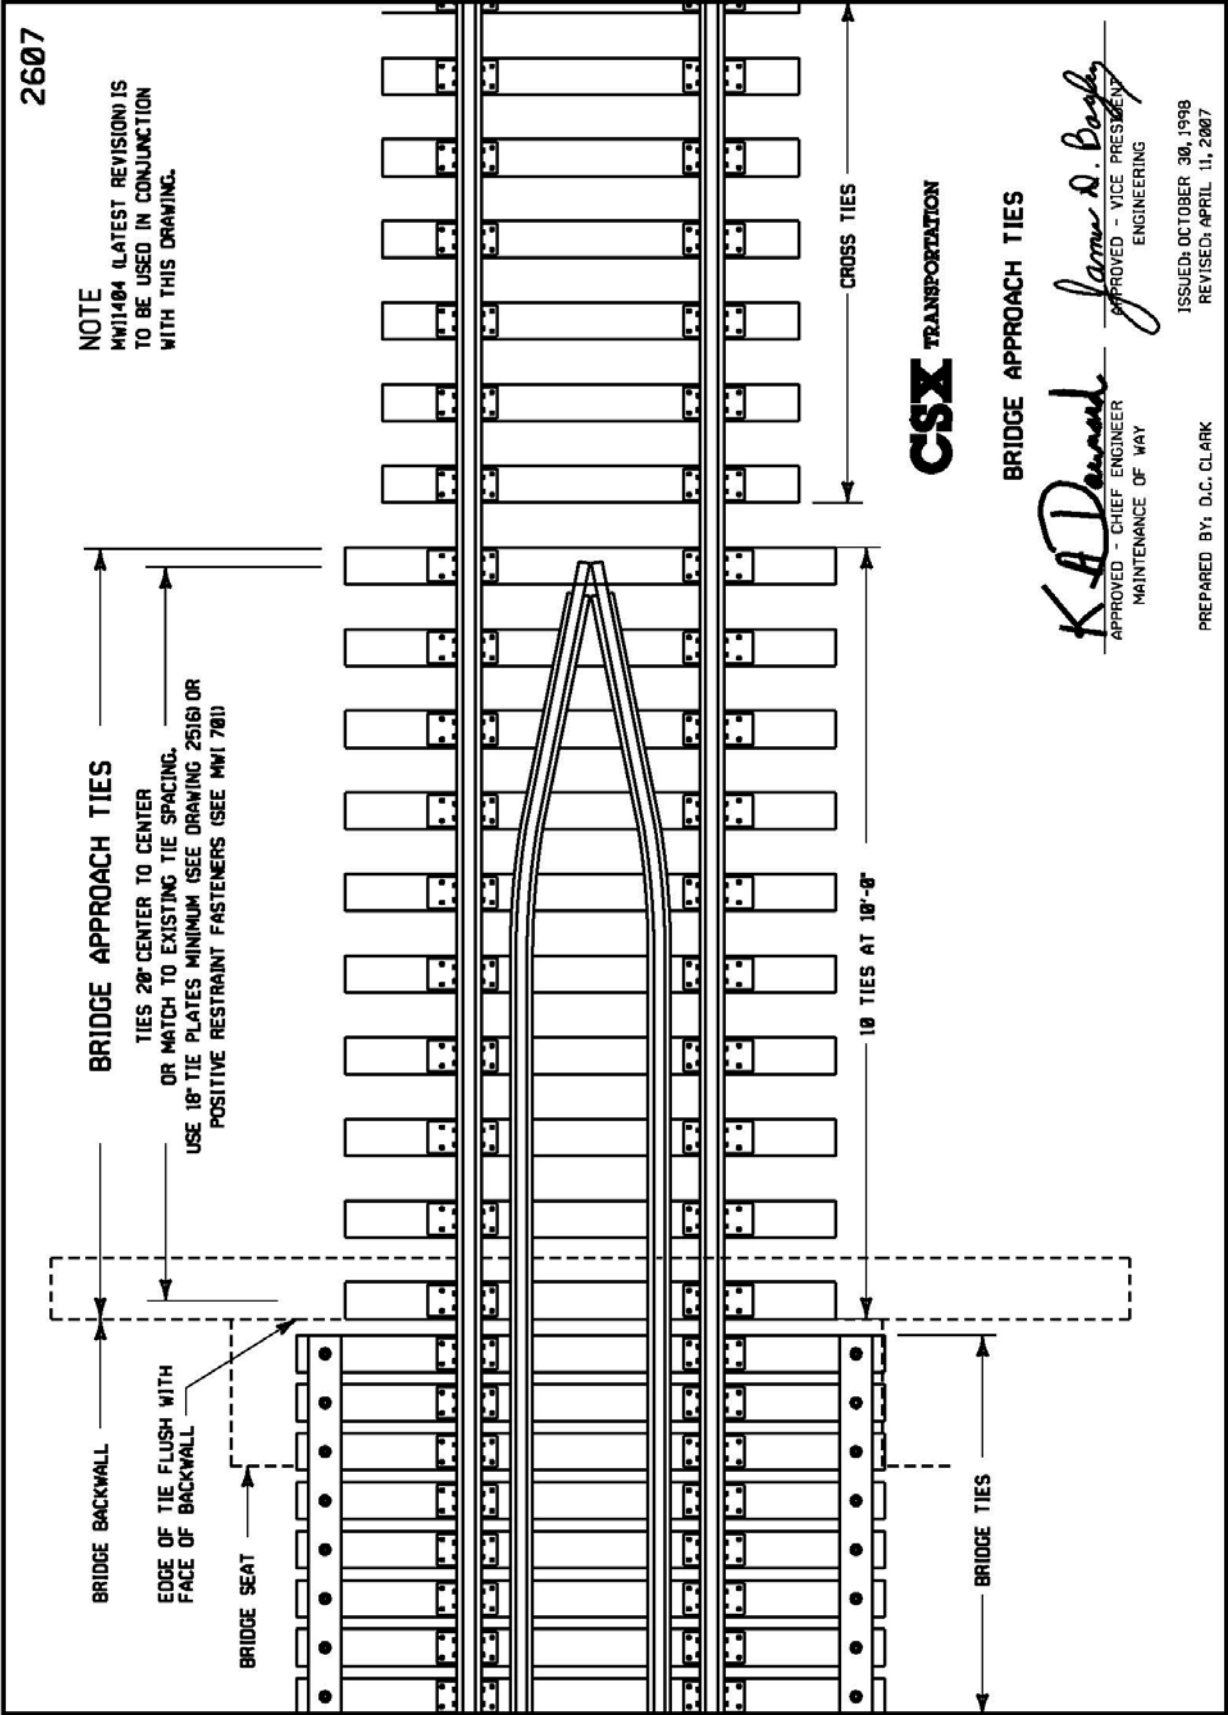 2607
NOTE
MWI1404 (LATEST REVISION) IS
TO BE USED IN CONJUNCTION
WITH THIS DRAWING.
BRIDGE APPROACH TIES
TIES 20" CENTER TO CENTER
OR MATCH TO EXISTING TIE SPACING.
USE 18" TIE PLATES MINIMUM (SEE DRAWING 2516) OR
POSITIVE RESTRAINT FASTENERS (SEE MWI 701)
BRIDGE BACKWALL
EDGE OF TIE FLUSH WITH
FACE OF BACKWALL
BRIDGE SEAT
CROSS TIES
10 TIES AT 10'-0"
BRIDGE TIES
CSX TRANSPORTATION
BRIDGE APPROACH TIES
APPROVED - CHIEF ENGINEER
MAINTENANCE OF WAY
James D. Bagley
APPROVED - VICE PRESIDENT
ENGINEERING
PREPARED BY: D.C. CLARK
ISSUED: OCTOBER 30, 1998
REVISED: APRIL 11, 2007